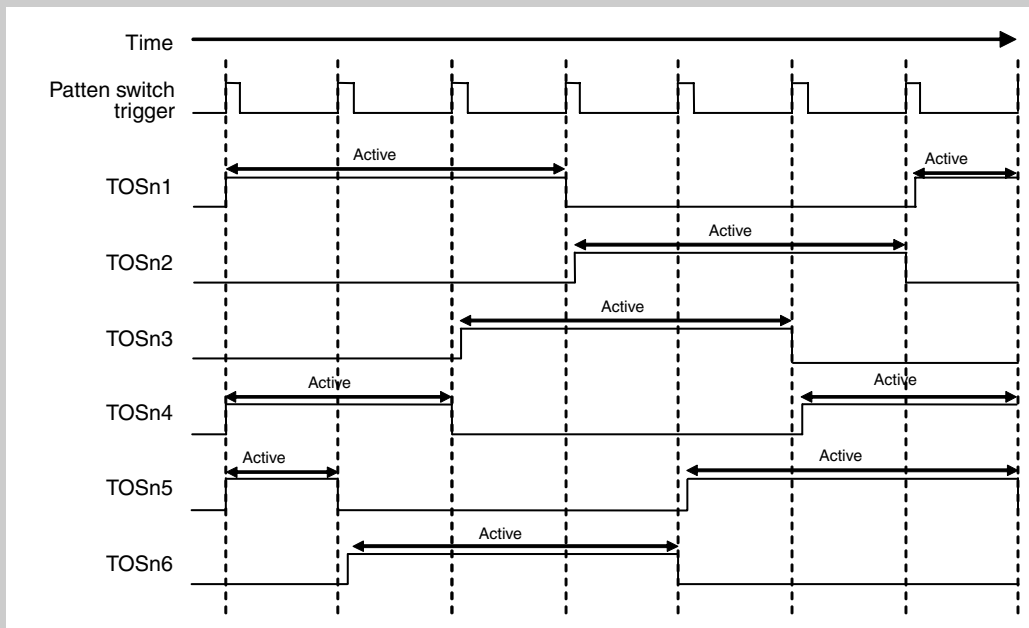 Time
Patten switch
trigger
Active
Active
TOSn1
Active
TOSn2
Active
TOSn3
Active
Active
TOSn4
Active
Active
TOSn5
Active
TOSn6